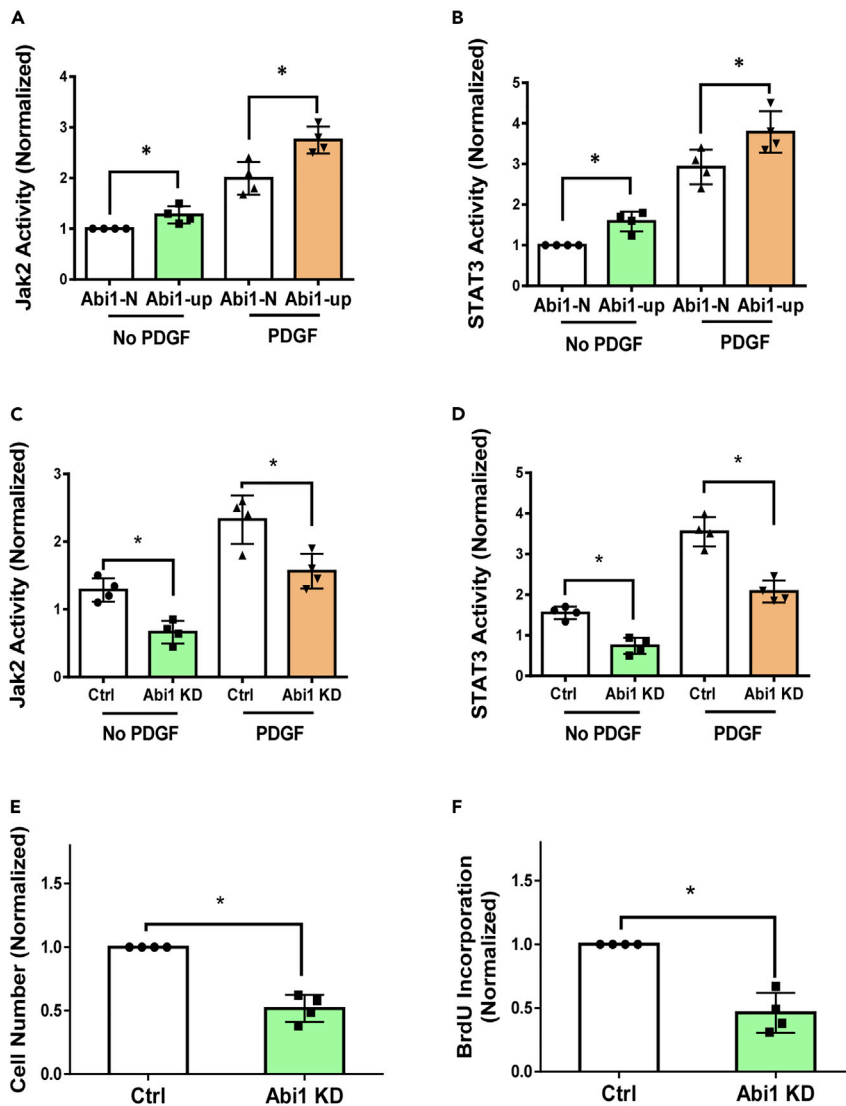 A
Jak2 Activity (Normalized)
4
3
2
1
0
*
*
Abi1-N Abi1-up Abi1-N Abi1-up
No PDGF PDGF
B
STAT3 Activity (Normalized)
5
4
3
2
1
0
*
*
Abi1-N Abi1-up Abi1-N Abi1-up
No PDGF PDGF
C
Jak2 Activity (Normalized)
3
2
1
0
*
*
Ctrl Abi1 KD Ctrl Abi1 KD
No PDGF PDGF
D
STAT3 Activity (Normalized)
5
4
3
2
1
0
*
*
Ctrl Abi1 KD Ctrl Abi1 KD
No PDGF PDGF
E
Cell Number (Normalized)
1.5
1.0
0.5
0.0
*
Ctrl Abi1 KD
F
BrdU Incorporation
(Normalized)
1.5
1.0
0.5
0.0
*
Ctrl Abi1 KD